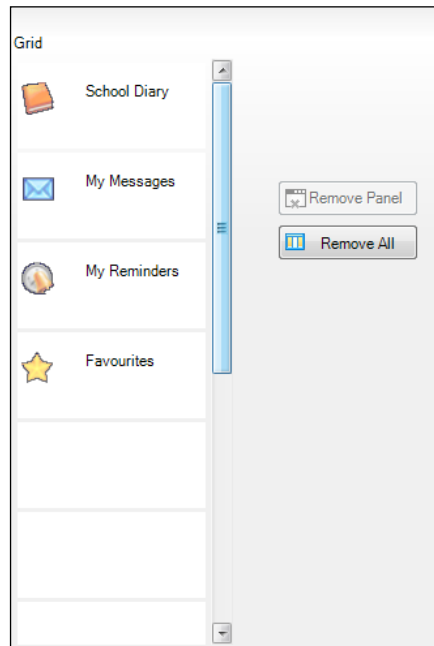 Grid
School Diary
My Messages
Remove Panel
Remove All
My Reminders
Favourites